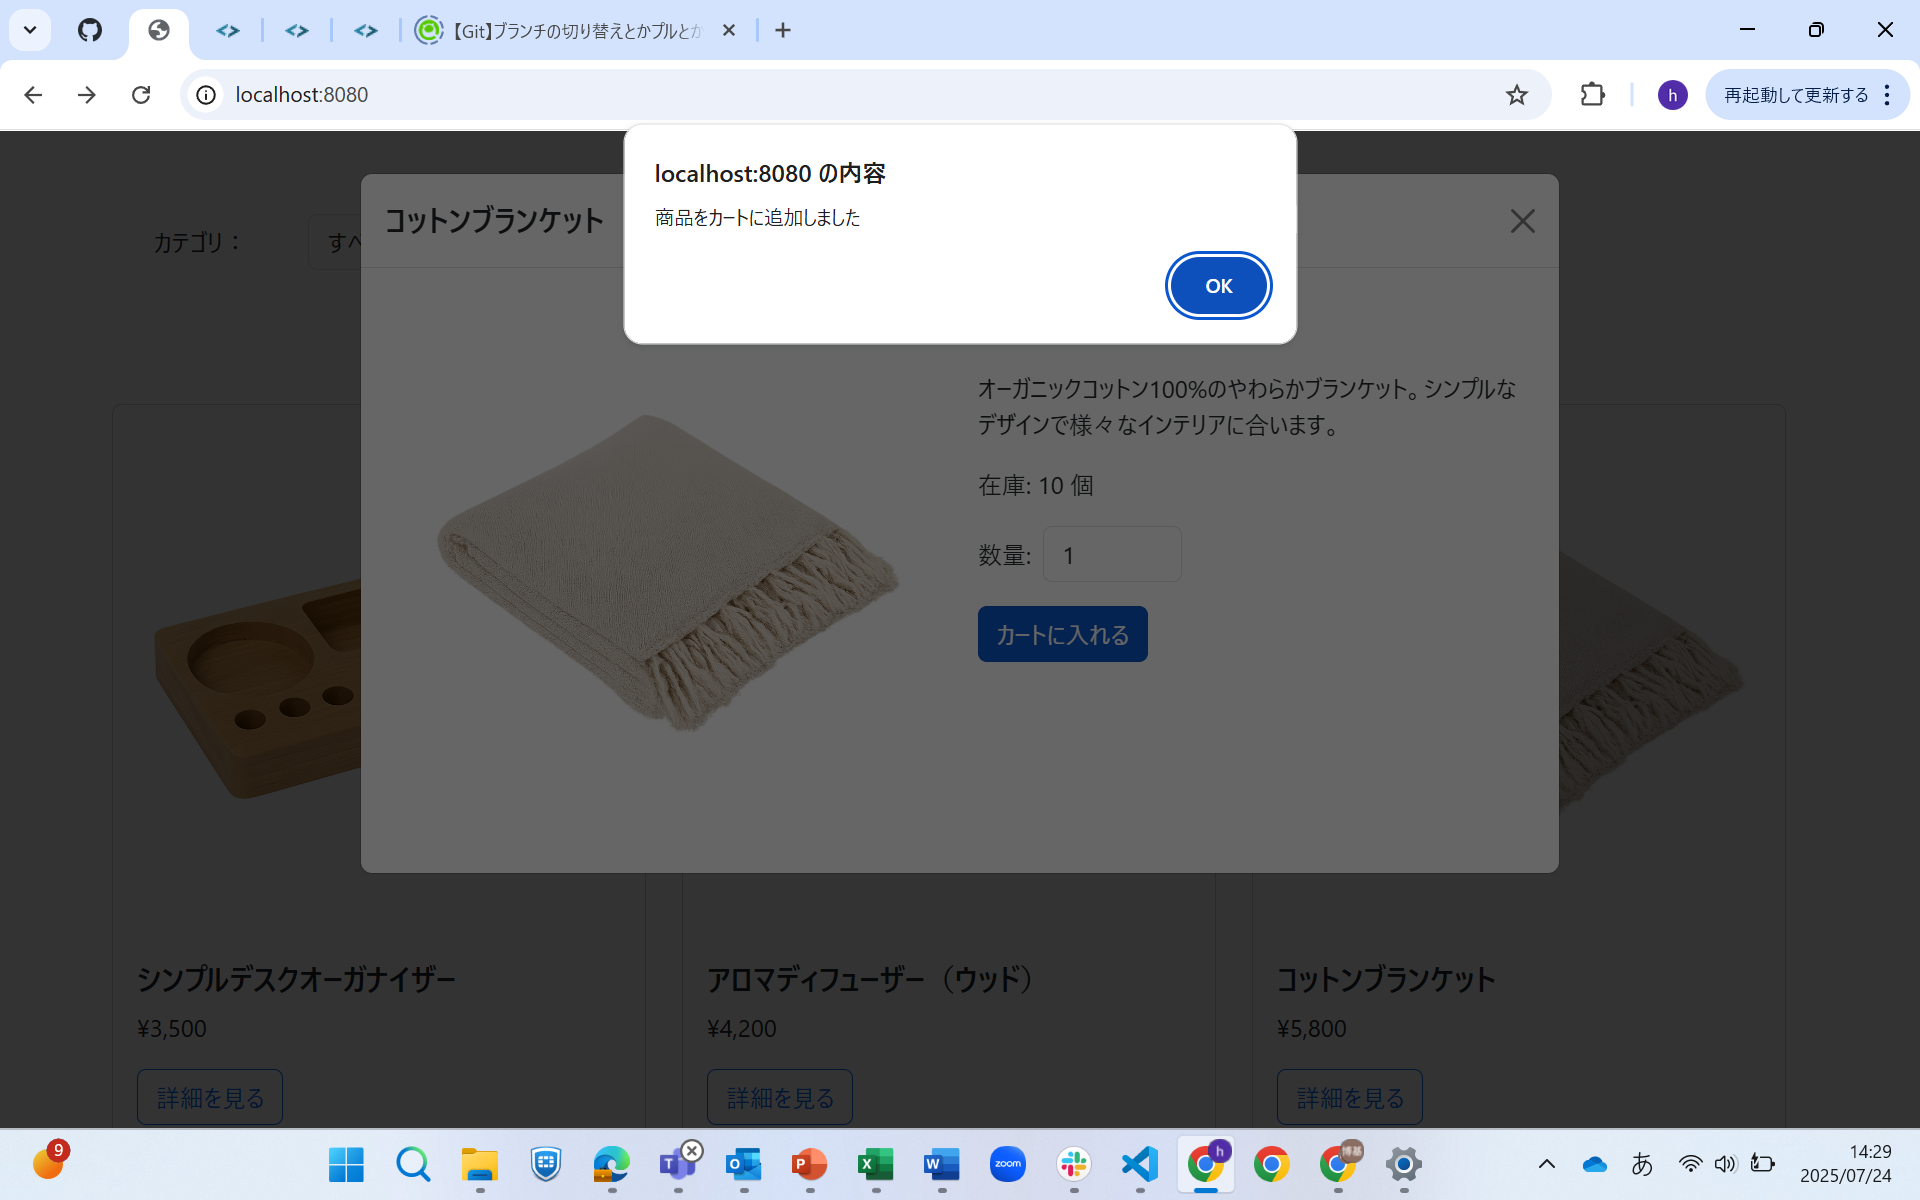 【Git】ブランチの切り替えとかプルとか
localhost:8080
h
再起動して更新する
localhost:8080 の内容
商品をカートに追加しました
OK
コットンブランケット
カテゴリ：
すべ
オーガニックコットン100%のやわらかブランケット。シンプルな
デザインで様々なインテリアに合います。
在庫: 10 個
数量: 1
カートに入れる
シンプルデスクオーガナイザー
¥3,500
詳細を見る
アロマディフューザー（ウッド）
¥4,200
詳細を見る
コットンブランケット
¥5,800
詳細を見る
9
zoom
h
博基
あ
14:29
2025/07/24